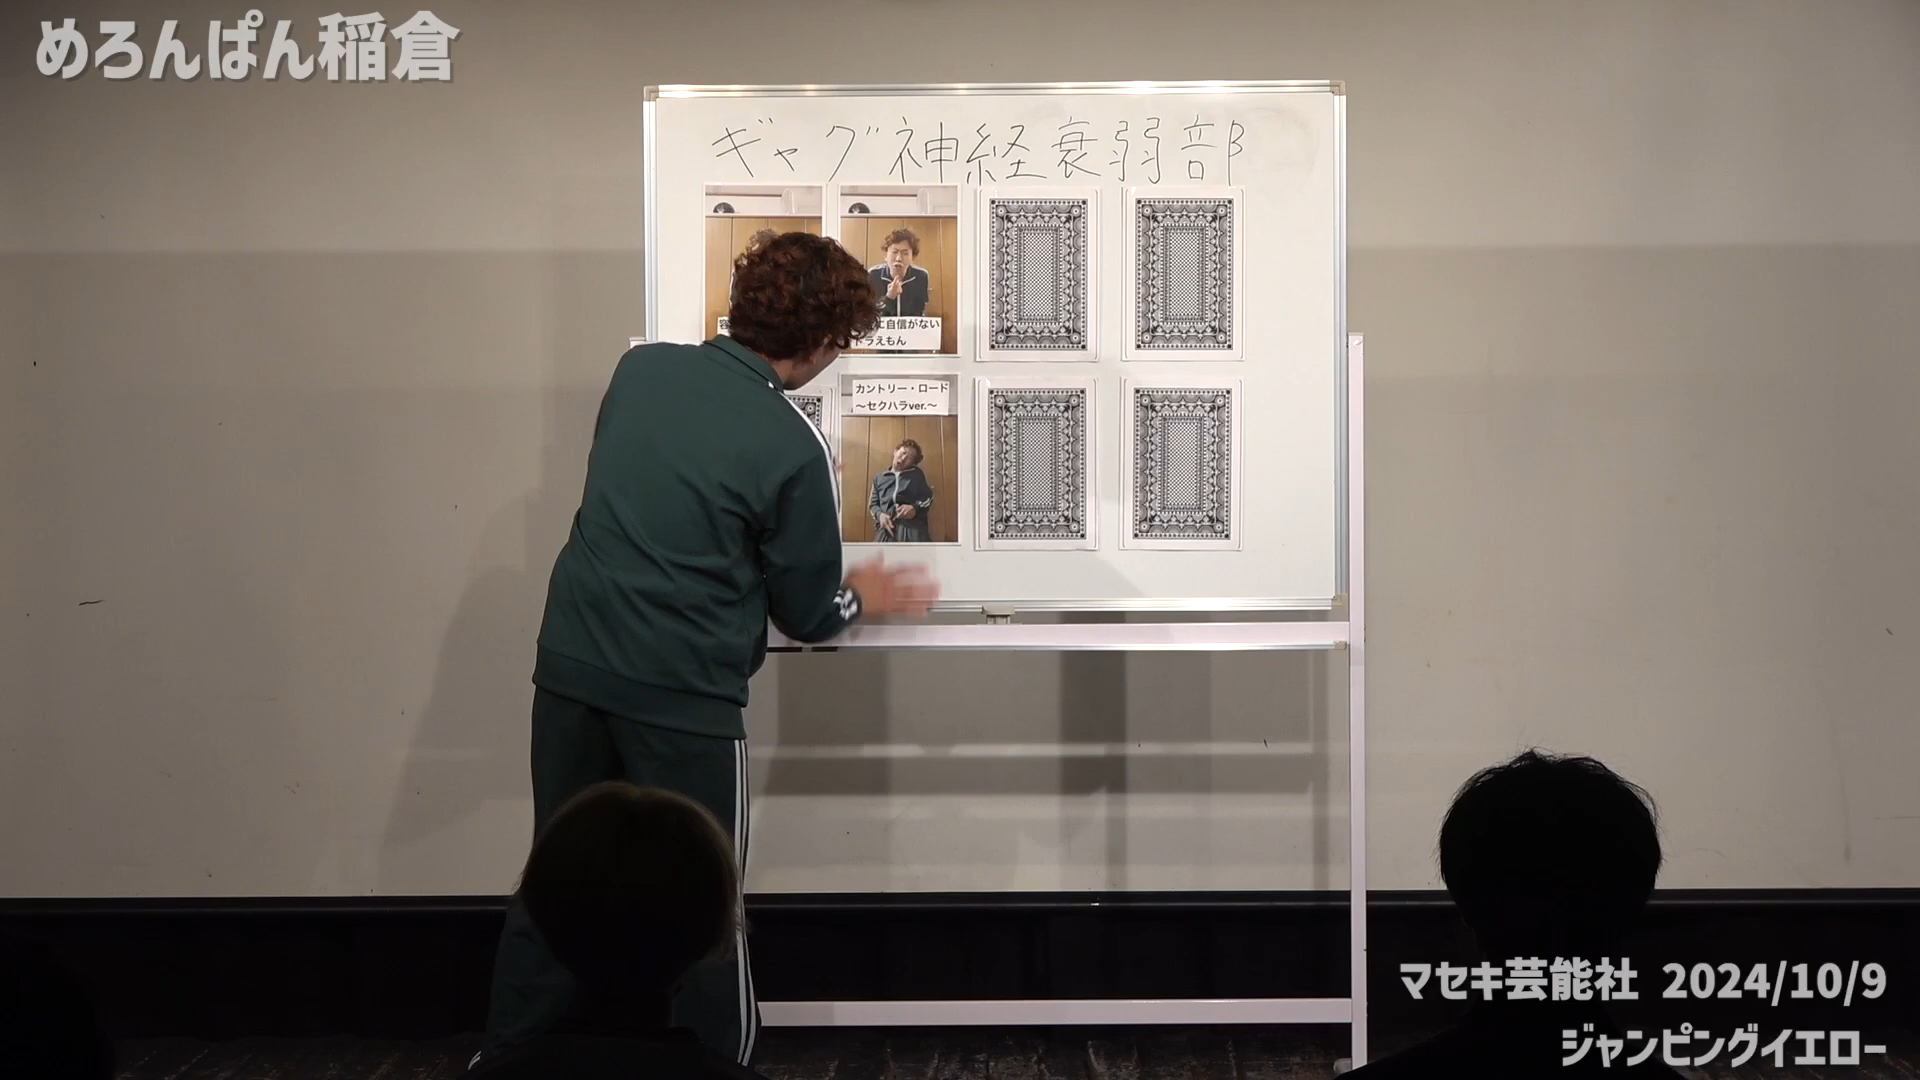 めろんぱん稲倉
ギャグ神経衰弱部
容
に自信がない
ドラえもん
カントリー・ロード
～セクハラver.～
マセキ芸能社 2024/10/9
ジャンピングイエロー